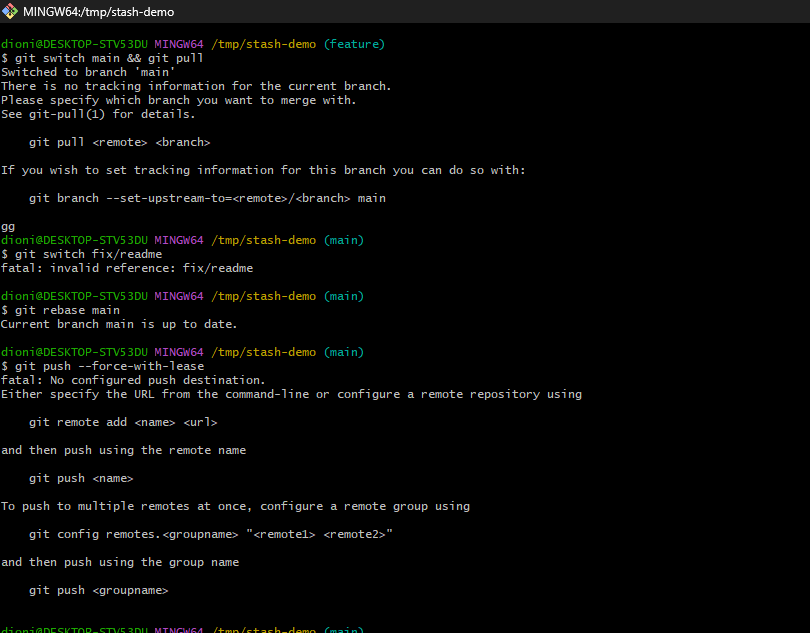 MINGW64:/tmp/stash-demo
dioni@DESKTOP-STV53DU MINGW64 /tmp/stash-demo (feature)
$ git switch main && git pull
Switched to branch 'main'
There is no tracking information for the current branch.
Please specify which branch you want to merge with.
See git-pull(1) for details.
    git pull <remote> <branch>
If you wish to set tracking information for this branch you can do so with:
    git branch --set-upstream-to=<remote>/<branch> main
gg
dioni@DESKTOP-STV53DU MINGW64 /tmp/stash-demo (main)
$ git switch fix/readme
fatal: invalid reference: fix/readme
dioni@DESKTOP-STV53DU MINGW64 /tmp/stash-demo (main)
$ git rebase main
Current branch main is up to date.
dioni@DESKTOP-STV53DU MINGW64 /tmp/stash-demo (main)
$ git push --force-with-lease
fatal: No configured push destination.
Either specify the URL from the command-line or configure a remote repository using
    git remote add <name> <url>
and then push using the remote name
    git push <name>
To push to multiple remotes at once, configure a remote group using
    git config remotes.<groupname> "<remote1> <remote2>"
and then push using the group name
    git push <groupname>
dioni@DESKTOP-STV53DU MINGW64 /tmp/stash-demo (main)